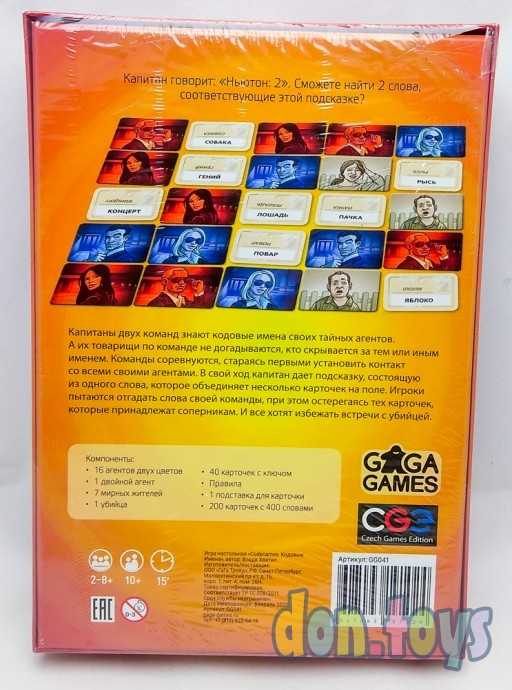 Капитан говорит: «Ньютон: 2». Сможете найти 2 слова,
соответствующие этой подсказке?
СОБАКА
ГЕНИЙ
РЫСЬ
КОНЦЕРТ
ЛОШАДЬ
ПАЧКА
ПОВАР
ЯБЛОКО
Капитаны двух команд знают кодовые имена своих тайных агентов.
А их товарищи по команде не догадываются, кто скрывается за тем или иным
именем. Команды соревнуются, стараясь первыми установить контакт
со всеми своими агентами. В свой ход капитан дает подсказку, состоящую
из одного слова, которое объединяет несколько карточек на поле. Игроки
пытаются отгадать слова своей команды, при этом остерегаясь тех карточек,
которые принадлежат соперникам. И все хотят избежать встречи с убийцей.
Компоненты:
• 16 агентов двух цветов
• 1 двойной агент
• 7 мирных жителей
• 1 убийца
• 40 карточек с ключом
• Правила
• 1 подставка для карточки
• 200 карточек с 400 словами
GAGA
GAMES
CGE
Czech Games Edition
2-8+
10+
15'
Артикул: GG041
EAC
0-3
Игра настольная
don.toys